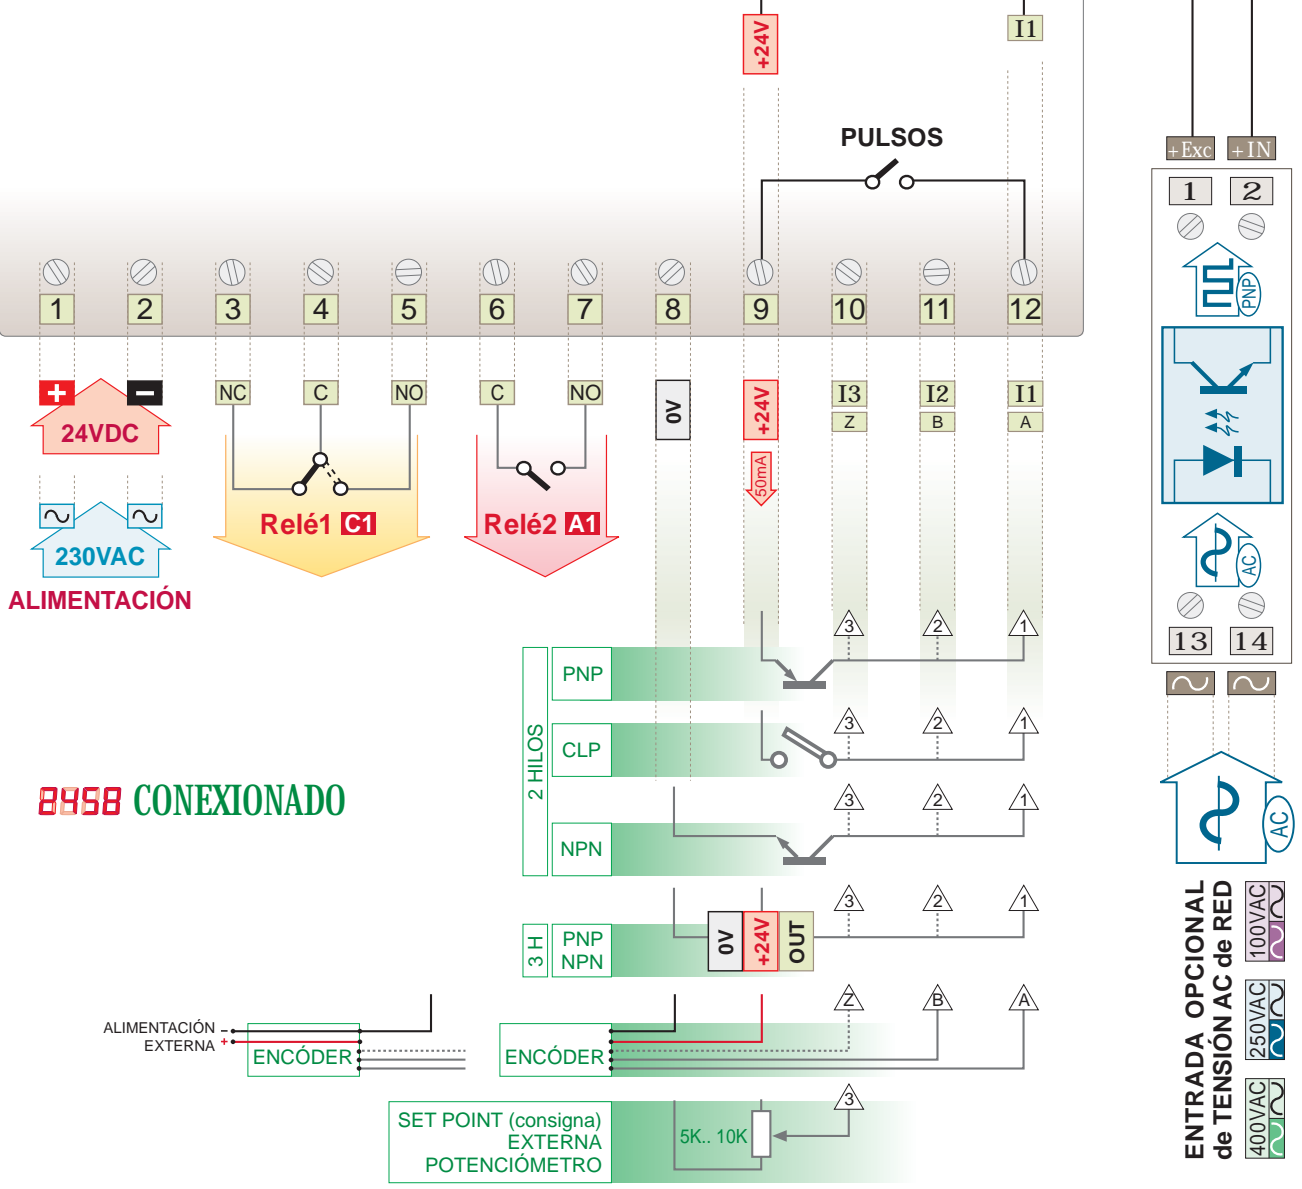 +24V
I1
PULSOS
+Exc
+IN
1
2
PNP
1
2
3
4
5
6
7
8
9
10
11
12
+
−
24VDC
NC
C
NO
C
NO
0V
+24V
I3
I2
I1
Z
B
A
50mA
Relé1 C1
Relé2 A1
230VAC
ALIMENTACIÓN
AC
13
14
2 HILOS
PNP
3
2
1
CLP
3
2
1
NPN
3
2
1
8458 CONEXIONADO
3 H
PNP
NPN
0V
+24V
OUT
3
2
1
ALIMENTACIÓN −
EXTERNA +
ENCÓDER
ENCÓDER
Z
B
A
SET POINT (consigna)
EXTERNA
POTENCIÓMETRO
5K.. 10K
3
AC
ENTRADA OPCIONAL
de TENSIÓN AC de RED
100VAC
250VAC
400VAC